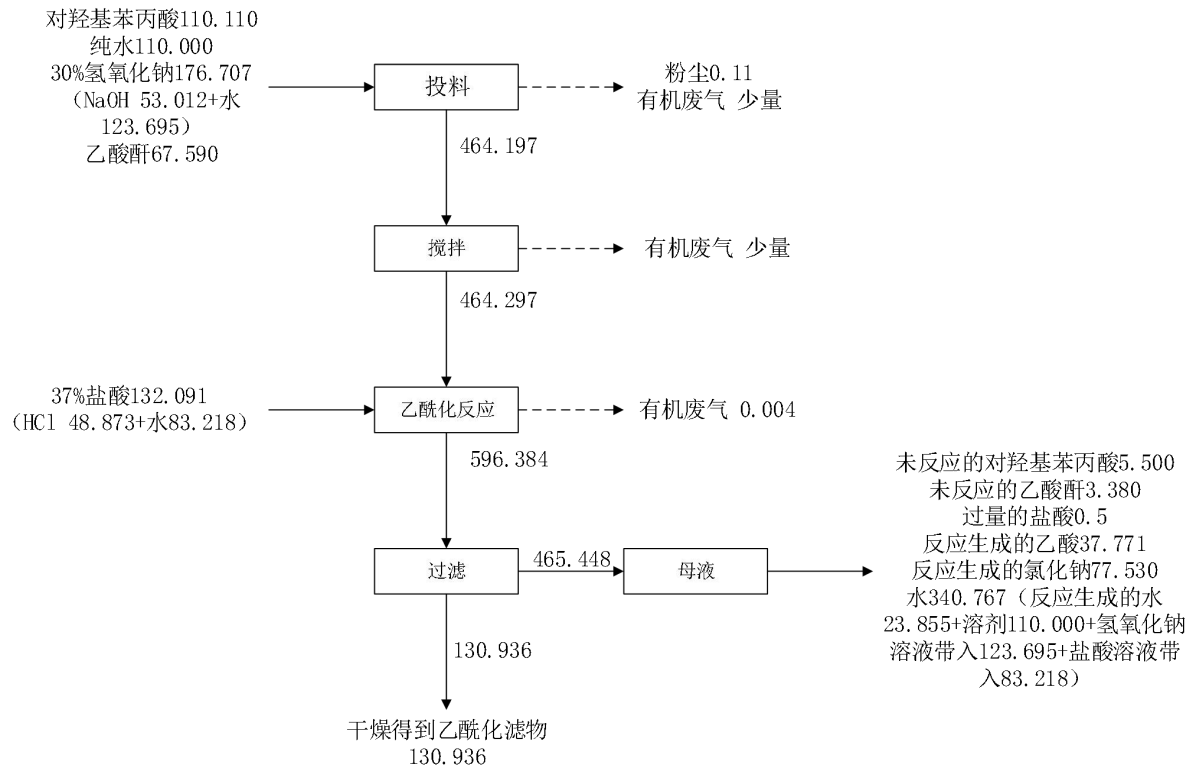 对羟基苯丙酸110.110
纯水110.000
30%氢氧化钠176.707
（NaOH 53.012+水
123.695）
乙酸酐67.590
投料
粉尘0.11
有机废气 少量
464.197
搅拌
有机废气 少量
464.297
37%盐酸132.091
（HCl 48.873+水83.218）
乙酰化反应
有机废气 0.004
596.384
过滤
465.448
母液
未反应的对羟基苯丙酸5.500
未反应的乙酸酐3.380
过量的盐酸0.5
反应生成的乙酸37.771
反应生成的氯化钠77.530
水340.767（反应生成的水
23.855+溶剂110.000+氢氧化钠
溶液带入123.695+盐酸溶液带
入83.218）
130.936
干燥得到乙酰化滤物
130.936